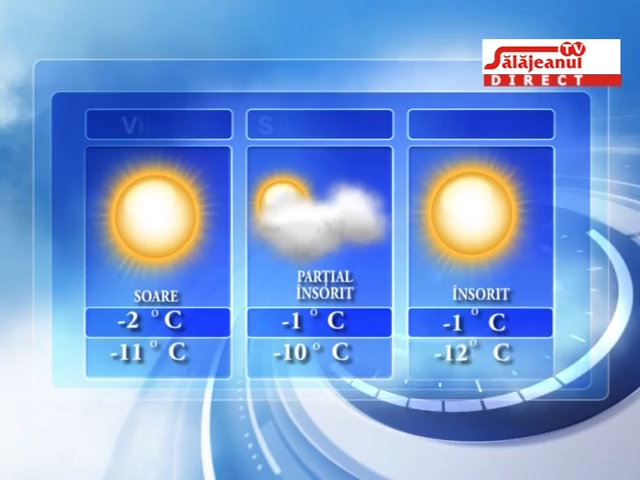 Sălăjeanul TV
DIRECT
SOARE
-2 °C
-11 °C
PARȚIAL
ÎNSORIT
-1 °C
-10 °C
ÎNSORIT
-1 °C
-12 °C